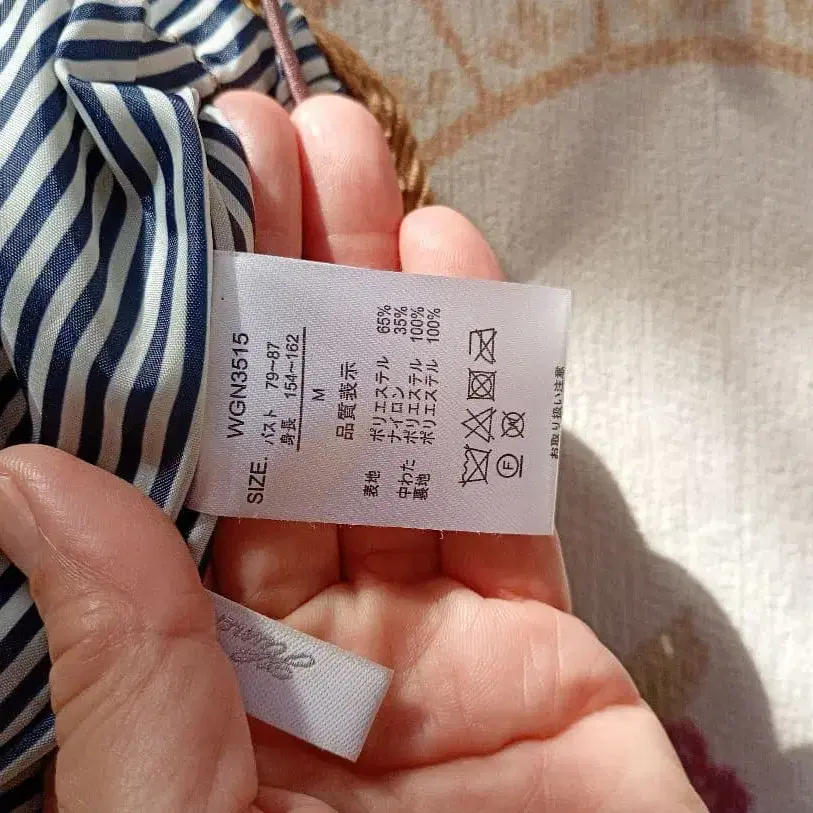 WGN3515
SIZE. バスト 79~87
身長 154~162
M
品質表示
表地 ポリエステル 65%
ナイロン 35%
中わた ポリエステル 100%
裏地 ポリエステル 100%
F
お取り扱い注意